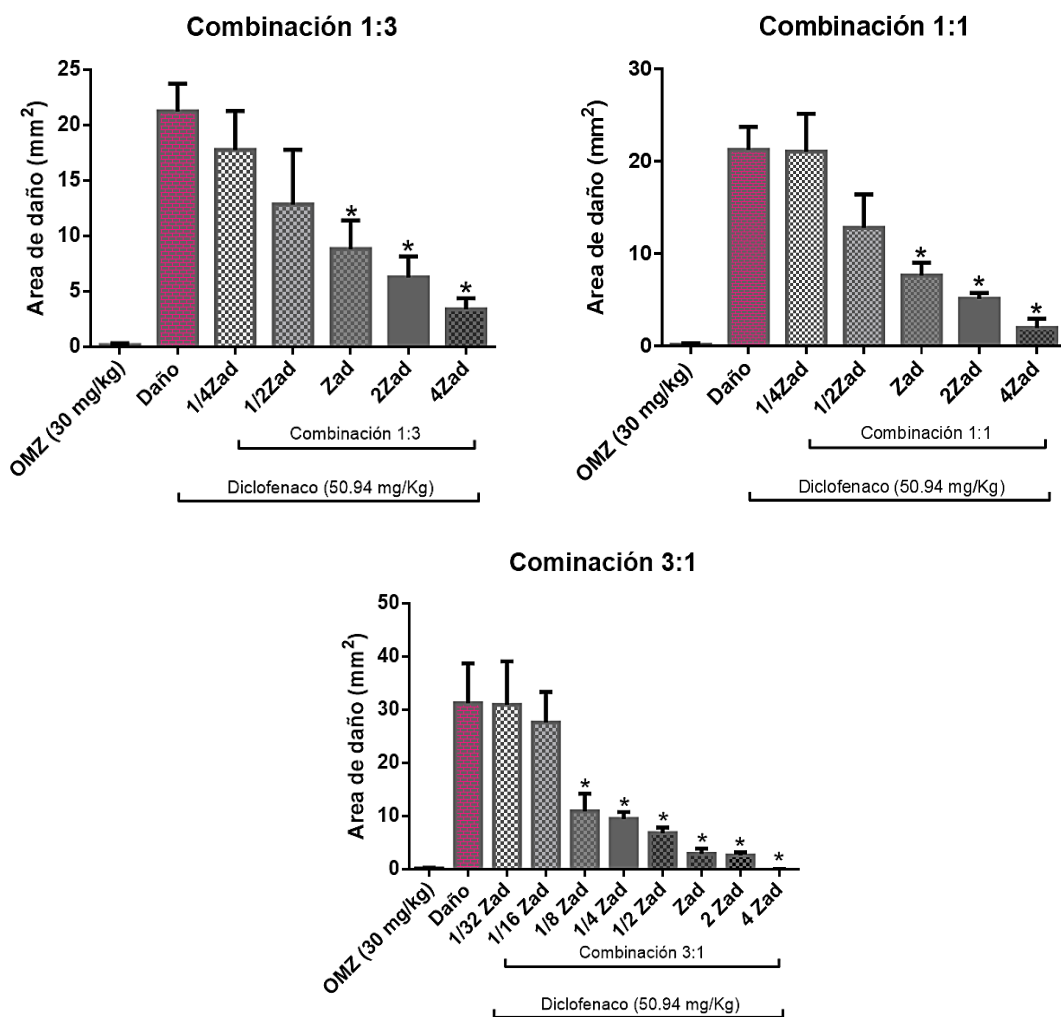 Combinación 1:3
Area de daño (mm²)
25
20
15
10
5
0
*
*
*
OMZ (30 mg/kg)
Daño
1/4Zad
1/2Zad
Zad
2Zad
4Zad
Combinación 1:3
Diclofenaco (50.94 mg/Kg)
Combinación 1:1
Area de daño (mm²)
30
20
10
0
*
*
*
OMZ (30 mg/kg)
Daño
1/4Zad
1/2Zad
Zad
2Zad
4Zad
Combinación 1:1
Diclofenaco (50.94 mg/Kg)
Cominación 3:1
Area de daño (mm²)
50
40
30
20
10
0
*
*
*
*
*
*
OMZ (30 mg/kg)
Daño
1/32 Zad
1/16 Zad
1/8 Zad
1/4 Zad
1/2 Zad
Zad
2 Zad
4 Zad
Combinación 3:1
Diclofenaco (50.94 mg/Kg)